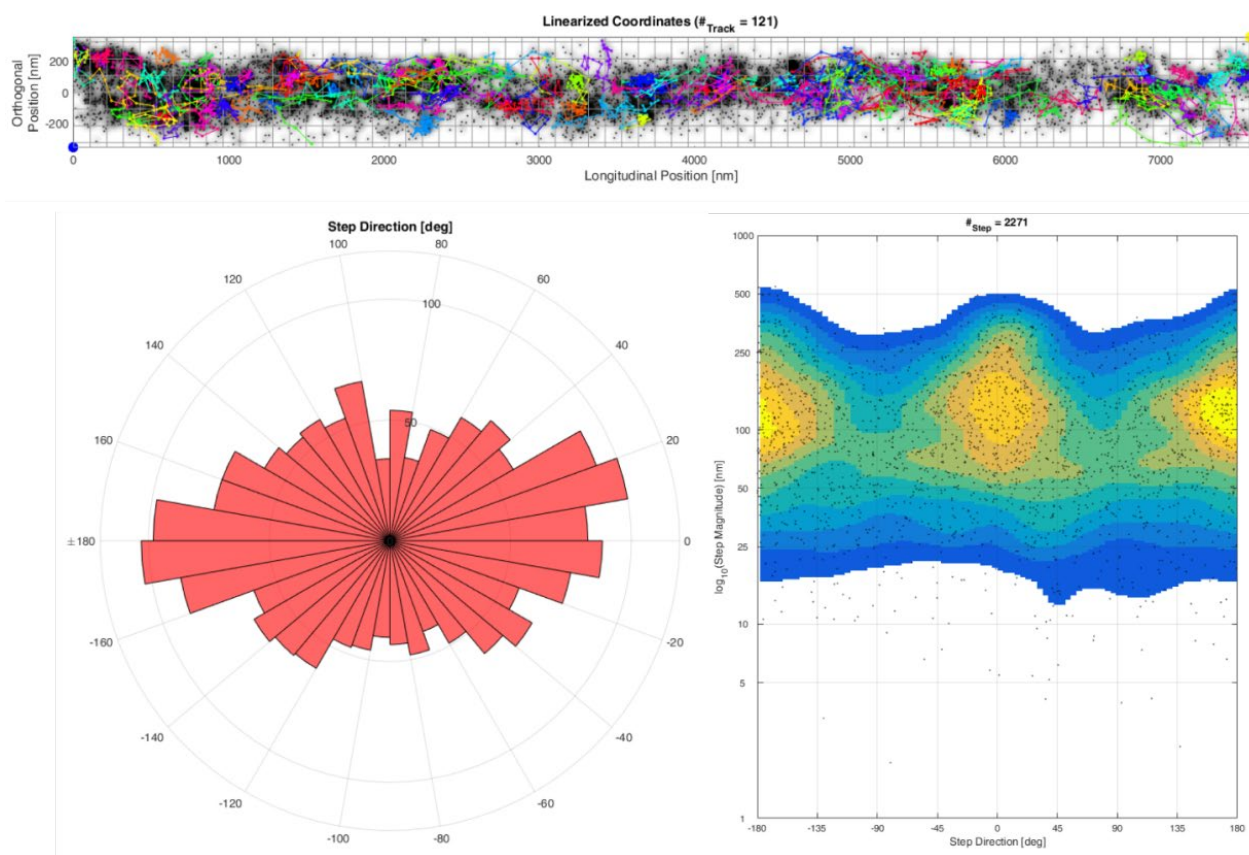 Linearized Coordinates (#Track = 121)
Orthogonal
Position [nm]
200
0
-200
0 1000 2000 3000 4000 5000 6000 7000
Longitudinal Position [nm]
Step Direction [deg]
100 80
120 60
140 40
160 20
±180 0
-160 -20
-140 -40
-120 -60
-100 -80
100
50
#Step = 2271
log10(Step Magnitude) [nm]
1000
500
250
100
50
25
10
5
1
-180 -135 -90 -45 0 45 90 135 180
Step Direction [deg]